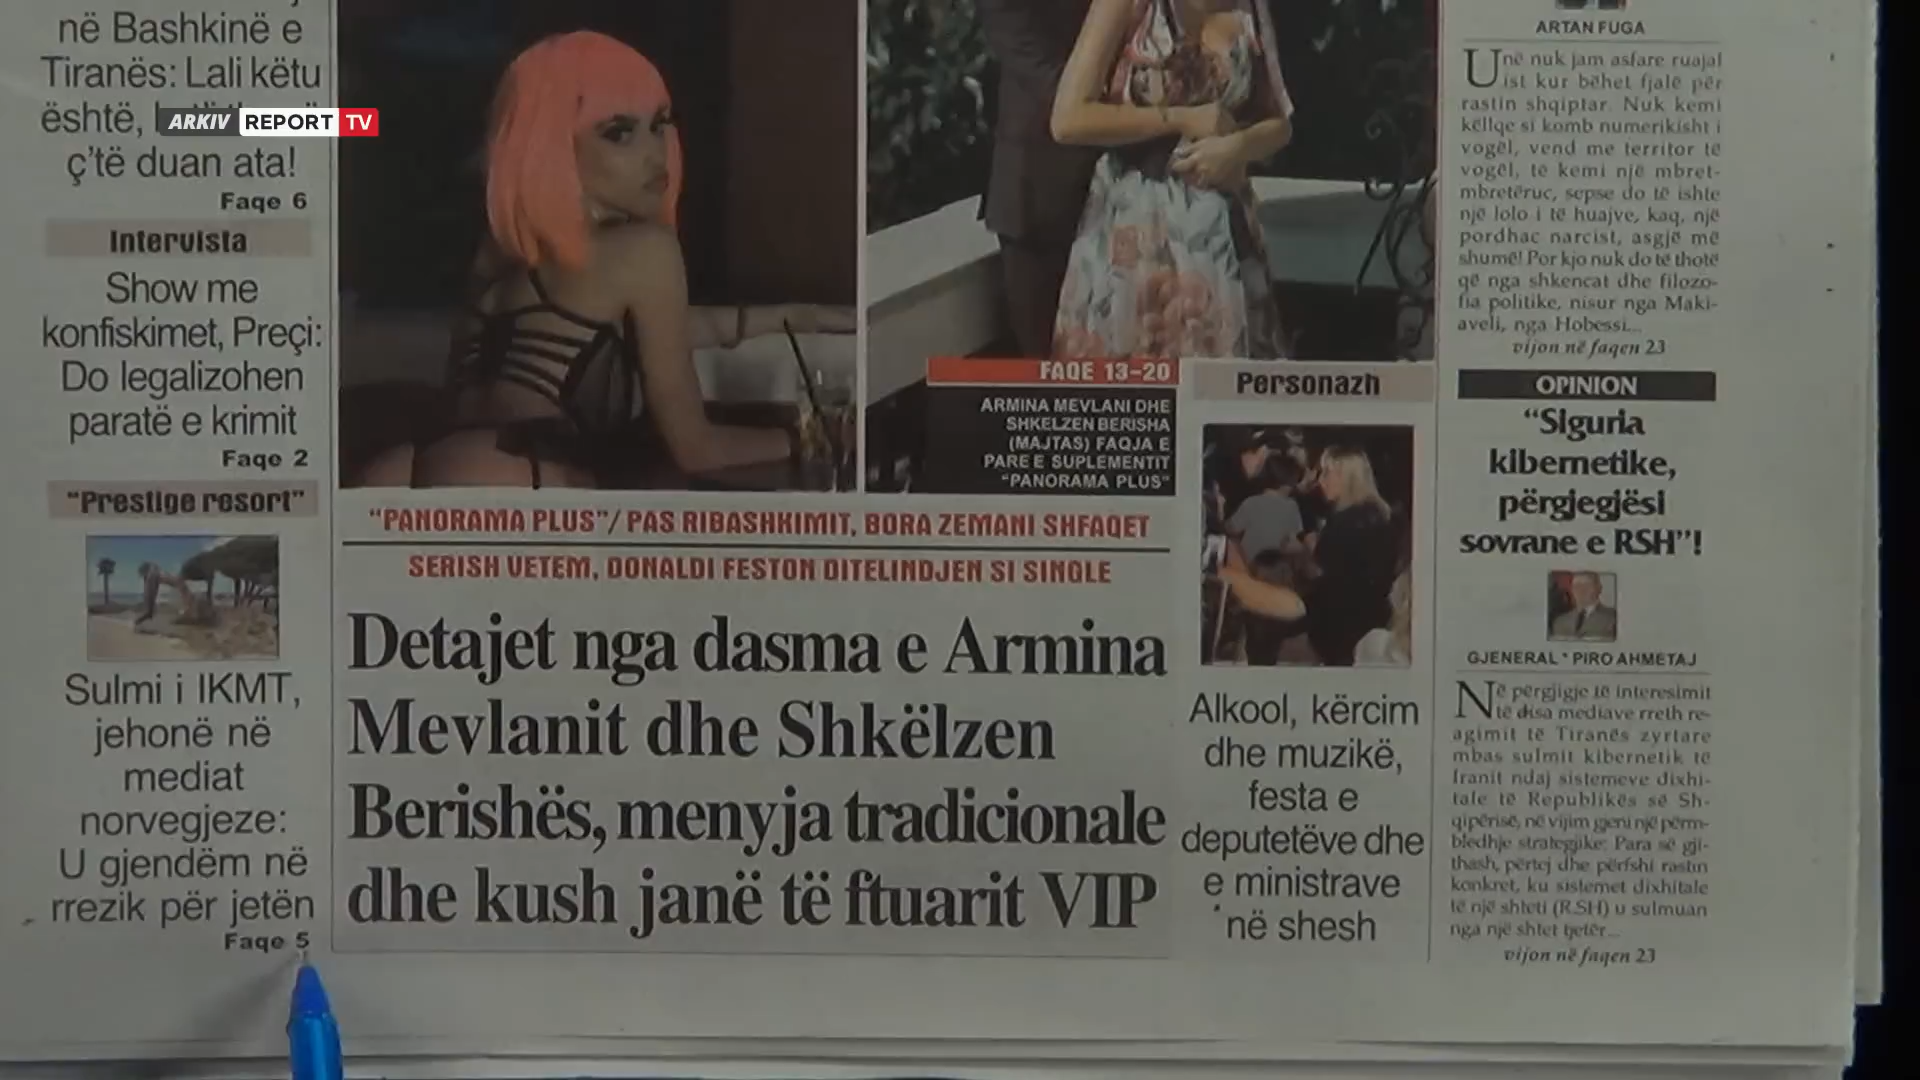 në Bashkinë e
Tiranës: Lali këtu
është,
ç'të duan ata!
Faqe 6
ARKIV REPORT TV
Intervista
Show me
konfiskimet, Preçi:
Do legalizohen
paratë e krimit
Faqe 2
"Prestige resort"
Sulmi i IKMT,
jehonë në
mediat
norvegjeze:
U gjendëm në
rrezik për jetën
Faqe 5
FAQE 13-20
ARMINA MEVLANI DHE
SHKELZEN BERISHA
(MAJTAS) FAQJA E
PARE E SUPLEMENTIT
"PANORAMA PLUS"
"PANORAMA PLUS"/ PAS RIBASHKIMIT, BORA ZEMANI SHFAQET
SERISH VETEM, DONALDI FESTON DITELINDJEN SI SINGLE
Detajet nga dasma e Armina
Mevlanit dhe Shkëlzen
Berishës, menyja tradicionale
dhe kush janë të ftuarit VIP
Personazh
Alkool, kërcim
dhe muzikë,
festa e
deputetëve dhe
e ministrave
në shesh
ARTAN FUGA
Unë nuk jam asfare ruajal
ist kur bëhet fjalë për
rastin shqiptar. Nuk kemi
këllqe si komb numerikisht i
vogël, vend me territor të
vogël, të kemi një mbret-
mbretëruc, sepse do të ishte
një lolo i të huajve, kaq, një
pordhac narcist, asgjë më
shumë! Por kjo nuk do të thotë
që nga shkencat dhe filozo-
fia politike, nisur nga Maki-
aveli, nga Hobessi...
vijon në faqen 23
OPINION
"Siguria
kibernetike,
përgjegjësi
sovrane e RSH"!
GJENERAL * PIRO AHMETAJ
Në përgjigje të interesimit
të disa mediave rreth re-
agimit të Tiranës zyrtare
mbas sulmit kibernetik të
Iranit ndaj sistemeve dixhi-
tale të Republikës së Sh-
qipërisë, në vijim gjeni një përm-
bledhje strategjike: Para së gji-
thash, përtej dhe përfshi rastin
konkret, ku sistemet dixhitale
të një shteti (RSH) u sulmuan
nga një shtet tjetër...
vijon në faqen 23